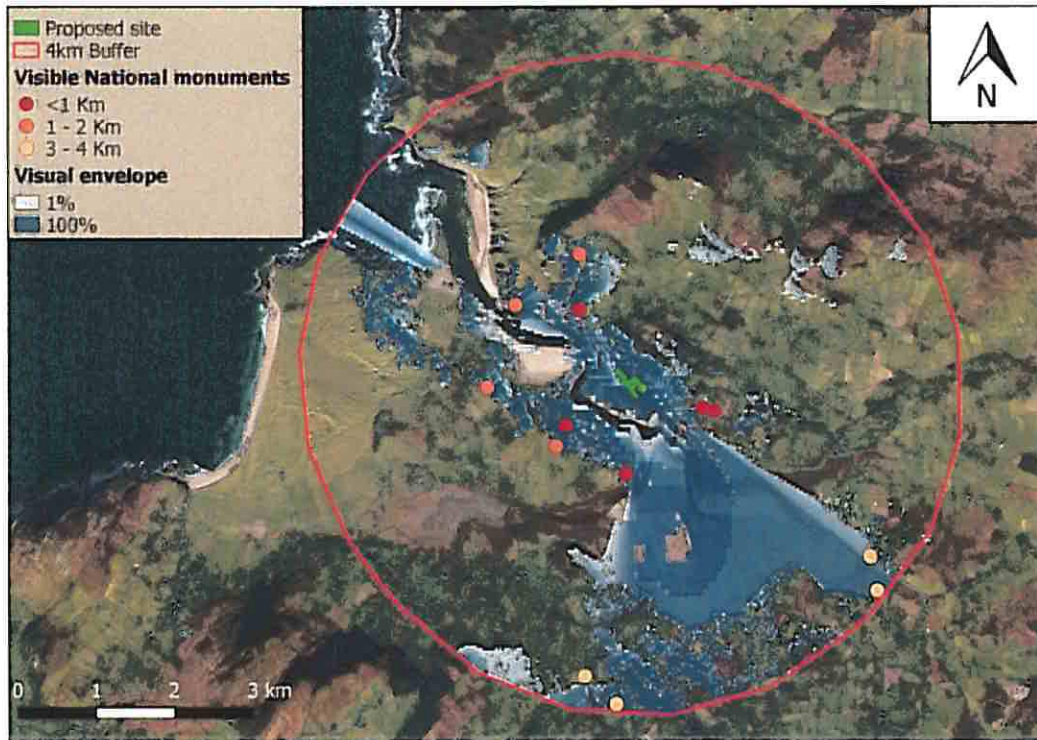 Proposed site
4km Buffer
Visible National monuments
<1 Km
1 - 2 Km
3 - 4 Km
Visual envelope
1%
100%
N
0 1 2 3 km